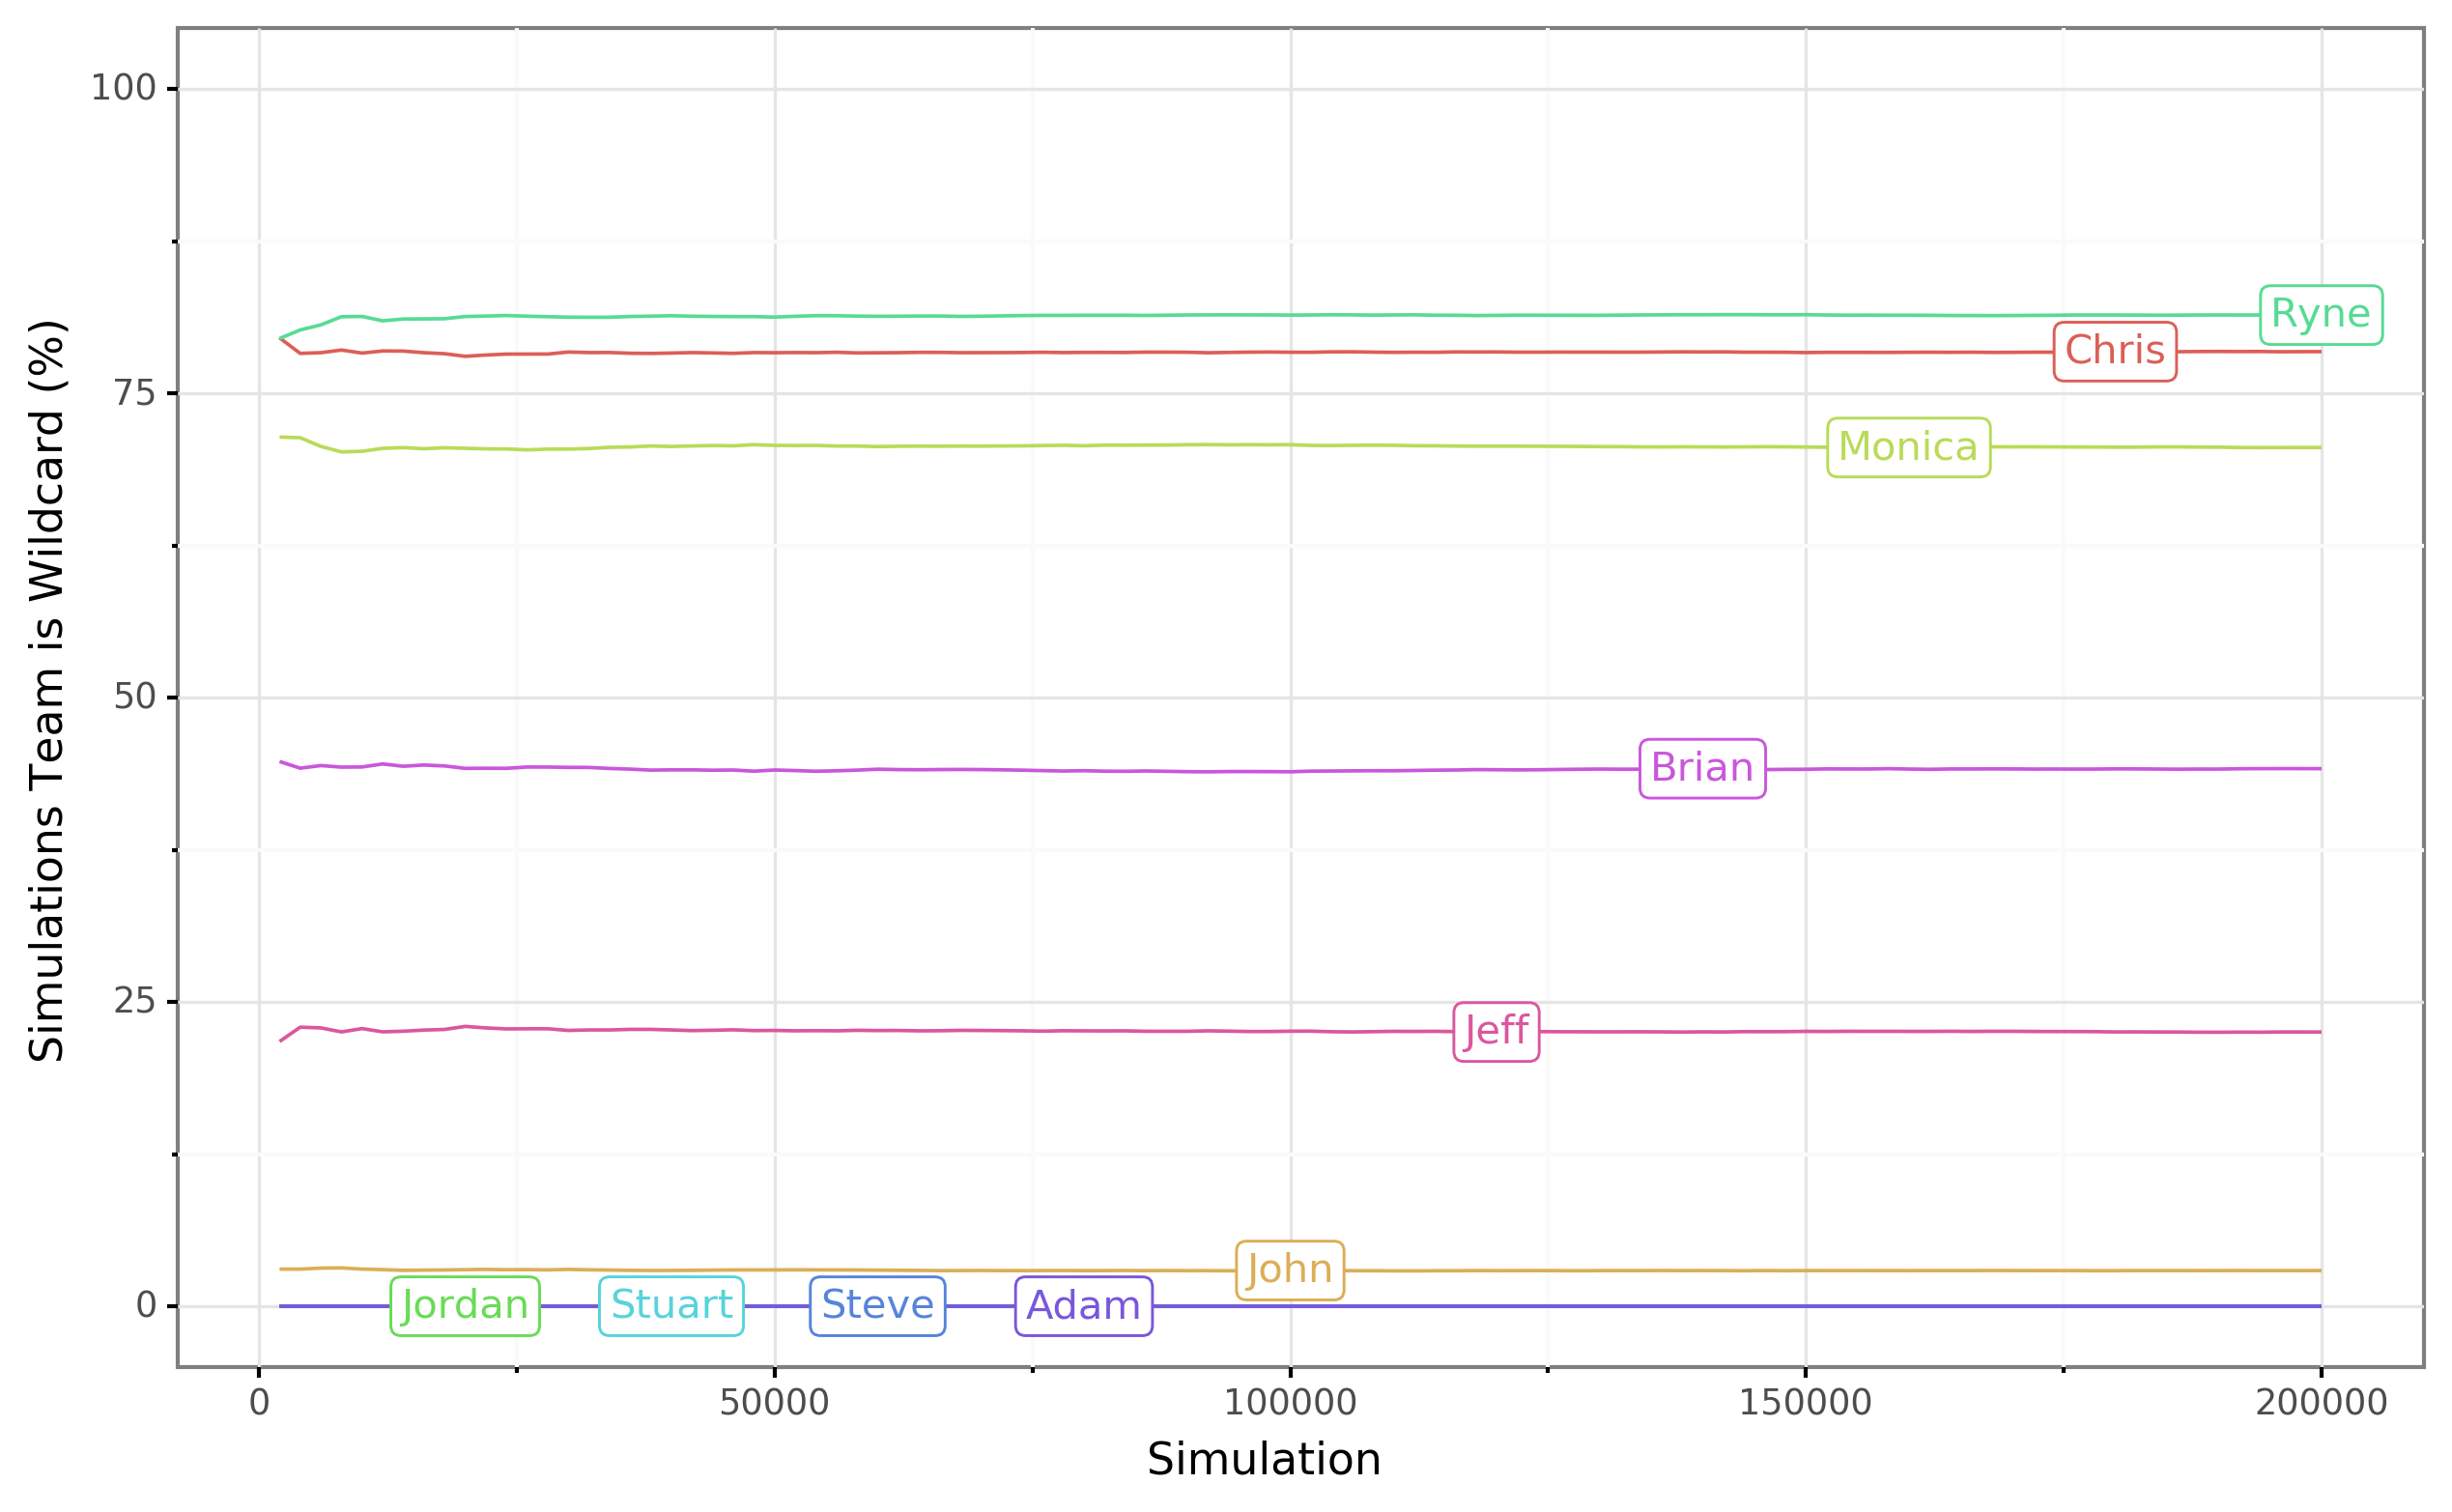 Simulations Team is Wildcard (%)
100
75
50
25
0
Ryne
Chris
Monica
Brian
Jeff
John
Jordan
Stuart
Steve
Adam
0
50000
100000
150000
200000
Simulation